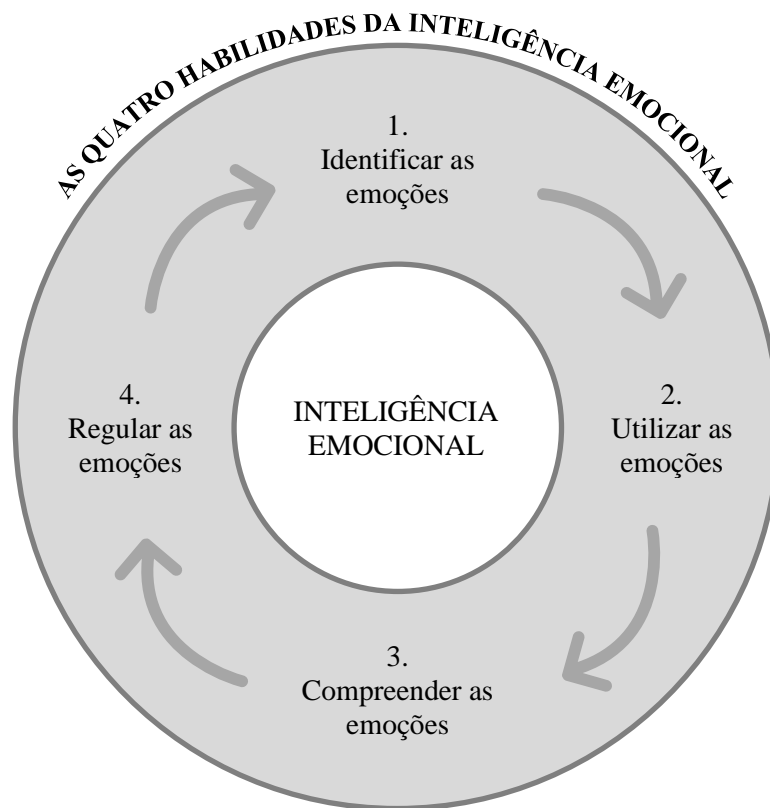 AS QUATRO HABILIDADES DA INTELIGÊNCIA EMOCIONAL
1.
Identificar as
emoções
2.
Utilizar as
emoções
3.
Compreender as
emoções
4.
Regular as
emoções
INTELIGÊNCIA
EMOCIONAL